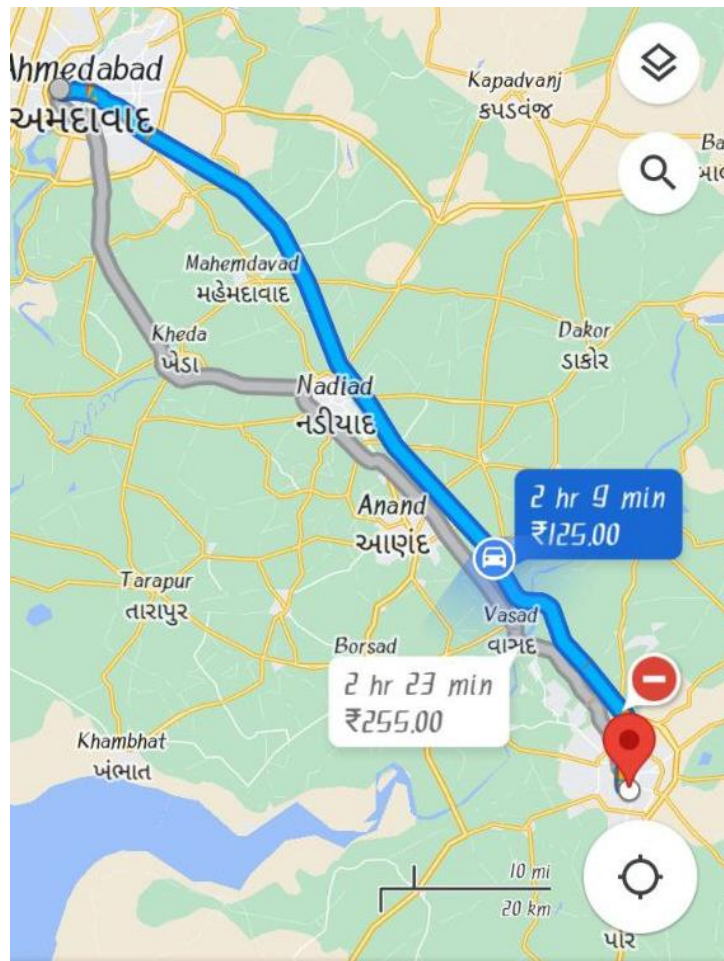 Ahmedabad
અમદાવાદ
Kapadvanj
કપડવંજ
Ba
Mahemdavad
મહેમદાવાદ
Kheda
ખેડા
Dakor
ડાકોર
Nadiad
નડીયાદ
2 hr 9 min
₹125.00
Anand
આણંદ
Tarapur
તારાપુર
Vasad
વાસદ
Borsad
2 hr 23 min
₹255.00
Khambhat
ખંભાત
10 mi
20 km
પોર